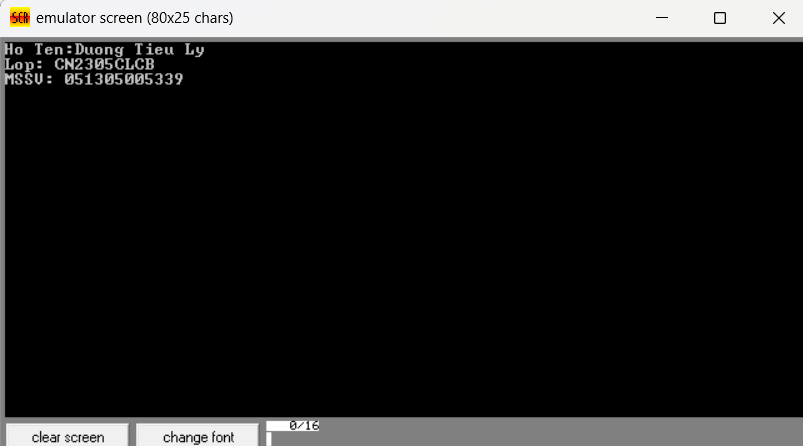 SCR emulator screen (80x25 chars)
Ho Ten:Duong Tieu Ly
Lop: CN2305CLCB
MSSV: 051305005339
clear screen
change font
0/16